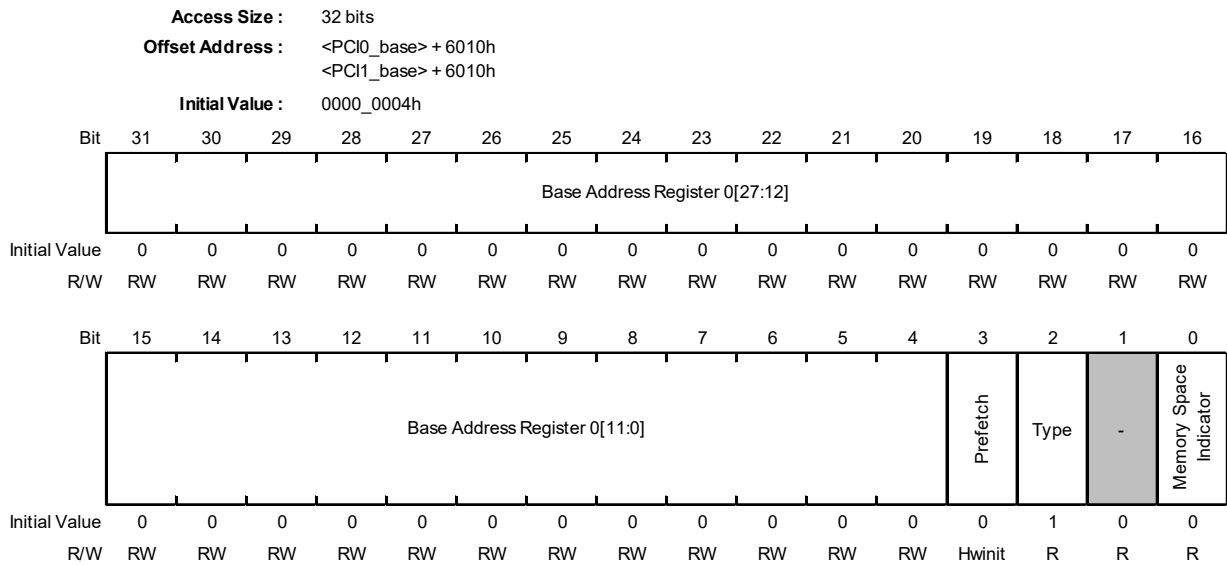 Access Size : 32 bits
Offset Address : <PCI0_base> + 6010h
<PCI1_base> + 6010h
Initial Value : 0000_0004h
Bit 31 30 29 28 27 26 25 24 23 22 21 20 19 18 17 16
Base Address Register 0[27:12]
Initial Value 0 0 0 0 0 0 0 0 0 0 0 0 0 0 0 0
R/W RW RW RW RW RW RW RW RW RW RW RW RW RW RW RW RW
Bit 15 14 13 12 11 10 9 8 7 6 5 4 3 2 1 0
Base Address Register 0[11:0] Prefetch Type - Memory Space
Indicator
Initial Value 0 0 0 0 0 0 0 0 0 0 0 0 0 1 0 0
R/W RW RW RW RW RW RW RW RW RW RW RW RW Hwinit R R R